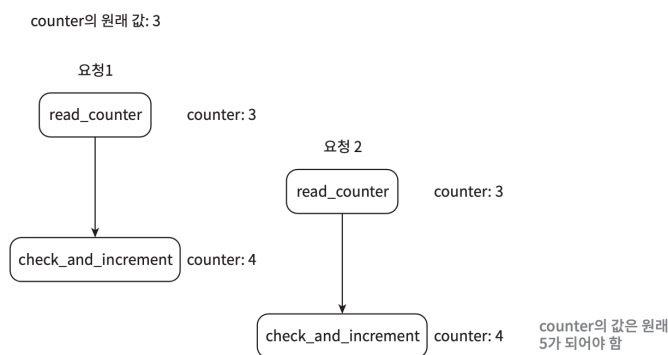 counter의 원래 값: 3
요청1
read_counter
counter: 3
요청 2
read_counter
counter: 3
check_and_increment
counter: 4
check_and_increment
counter: 4
counter의 값은 원래
5가 되어야 함